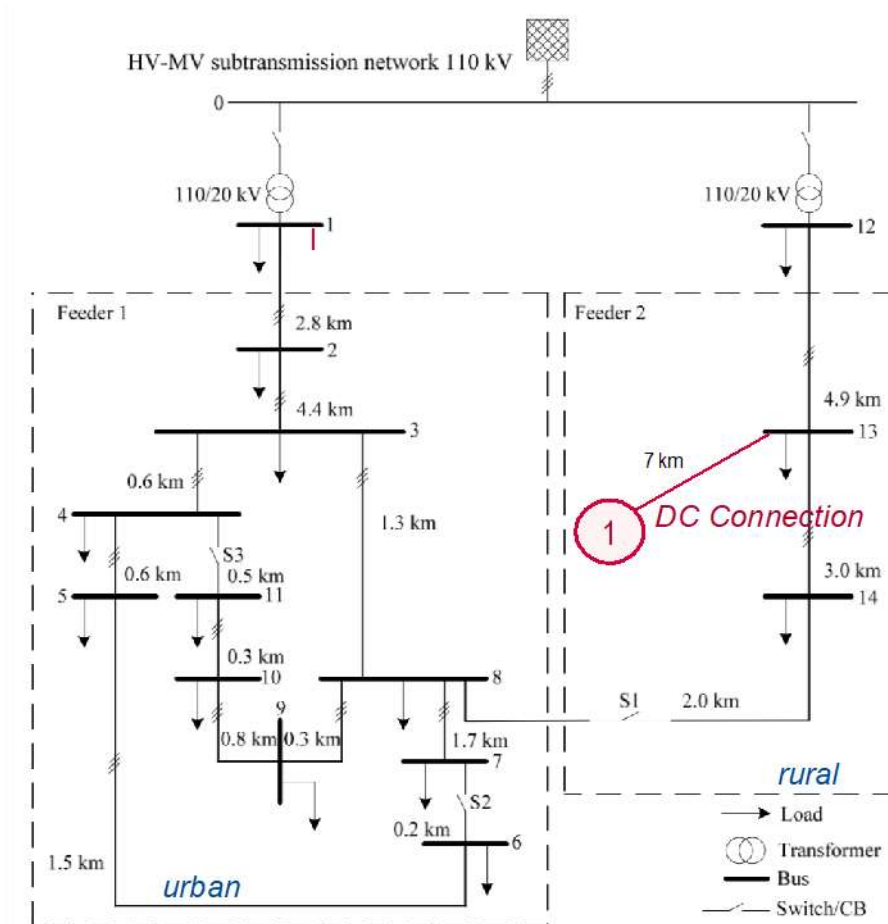 HV-MV subtransmission network 110 kV
0
110/20 kV
110/20 kV
1
12
Feeder 1
Feeder 2
2.8 km
2
4.4 km
4.9 km
3
13
7 km
0.6 km
4
1
DC Connection
1.3 km
S3
0.6 km
0.5 km
3.0 km
5
11
14
0.3 km
10
8
9
S1
2.0 km
0.8 km
0.3 km
1.7 km
7
rural
S2
Load
0.2 km
6
Transformer
1.5 km
urban
Bus
Switch/CB